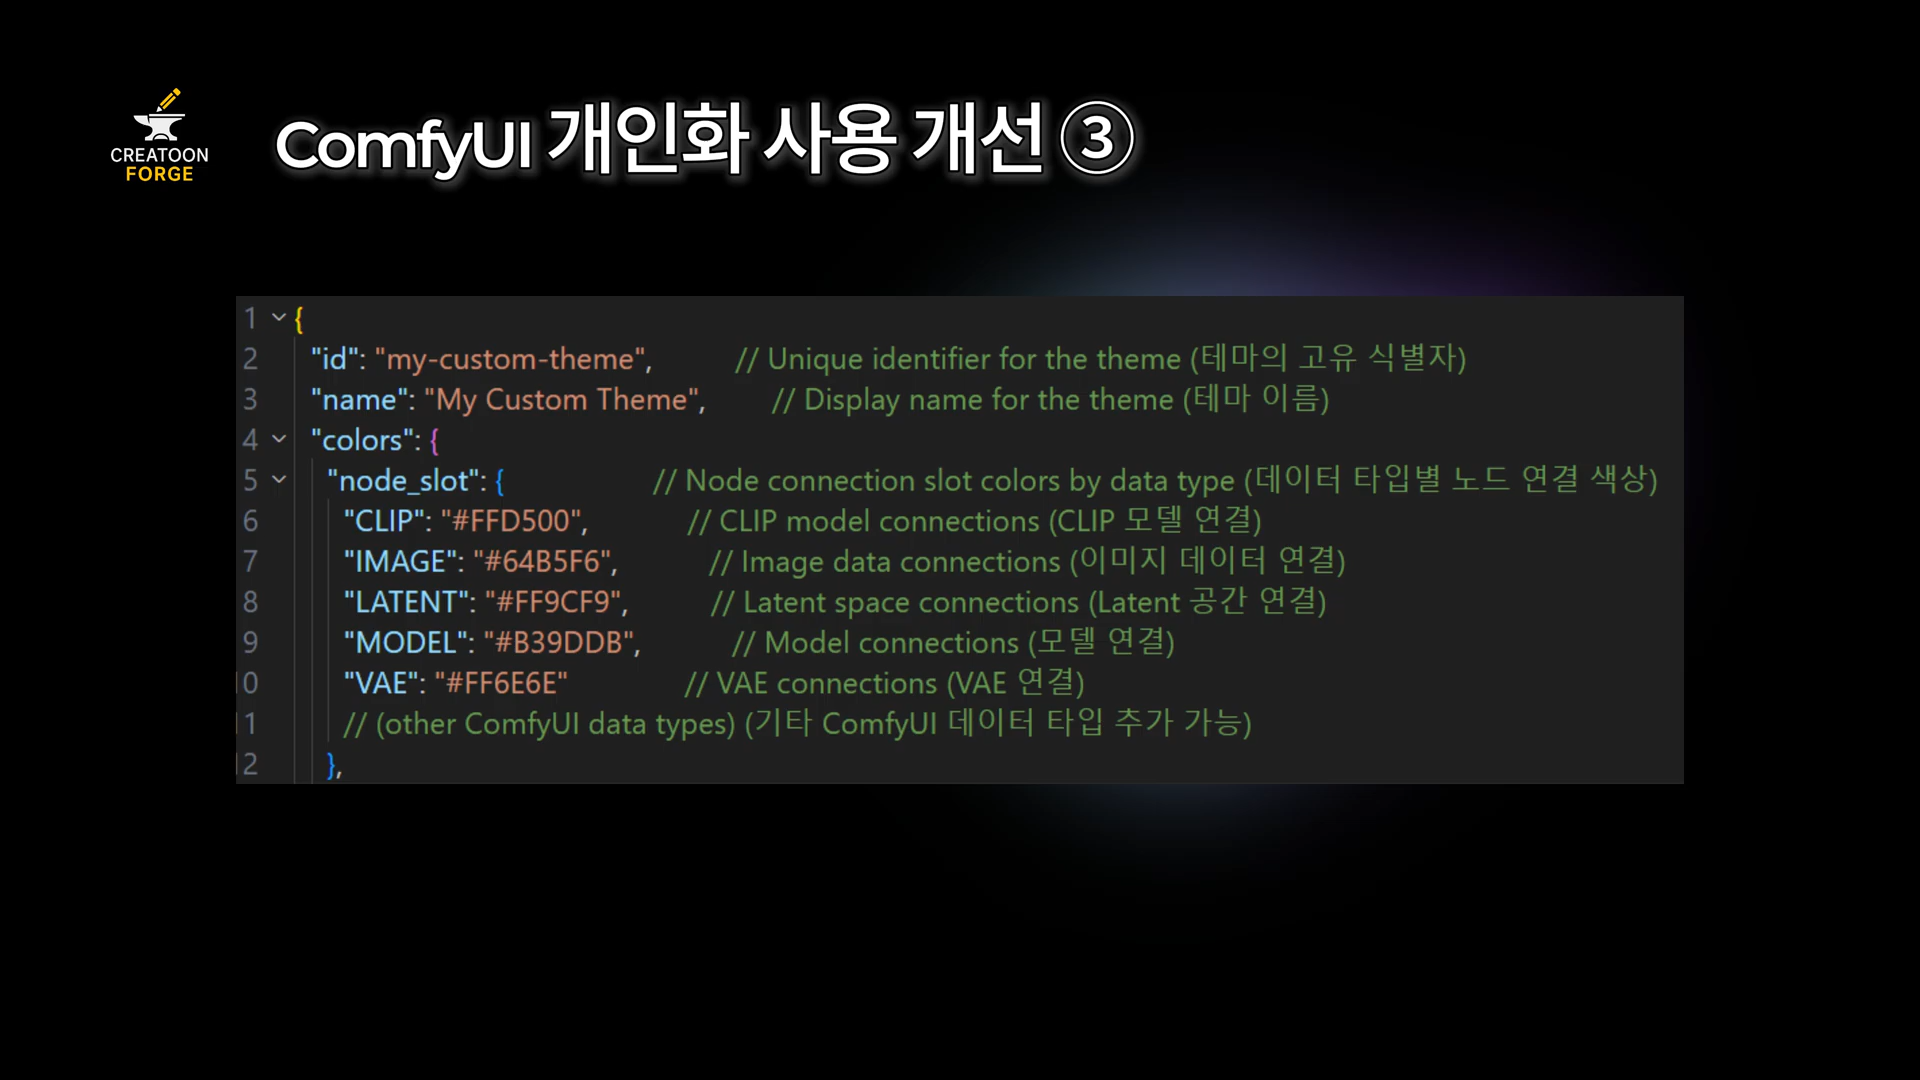 CREATOON
FORGE
ComfyUI 개인화 사용 개선 ③
1 {
2 "id": "my-custom-theme", // Unique identifier for the theme (테마의 고유 식별자)
3 "name": "My Custom Theme", // Display name for the theme (테마 이름)
4 "colors": {
5 "node_slot": { // Node connection slot colors by data type (데이터 타입별 노드 연결 색상)
6 "CLIP": "#FFD500", // CLIP model connections (CLIP 모델 연결)
7 "IMAGE": "#64B5F6", // Image data connections (이미지 데이터 연결)
8 "LATENT": "#FF9CF9", // Latent space connections (Latent 공간 연결)
9 "MODEL": "#B39DDB", // Model connections (모델 연결)
10 "VAE": "#FF6E6E" // VAE connections (VAE 연결)
11 // (other ComfyUI data types) (기타 ComfyUI 데이터 타입 추가 가능)
12 },